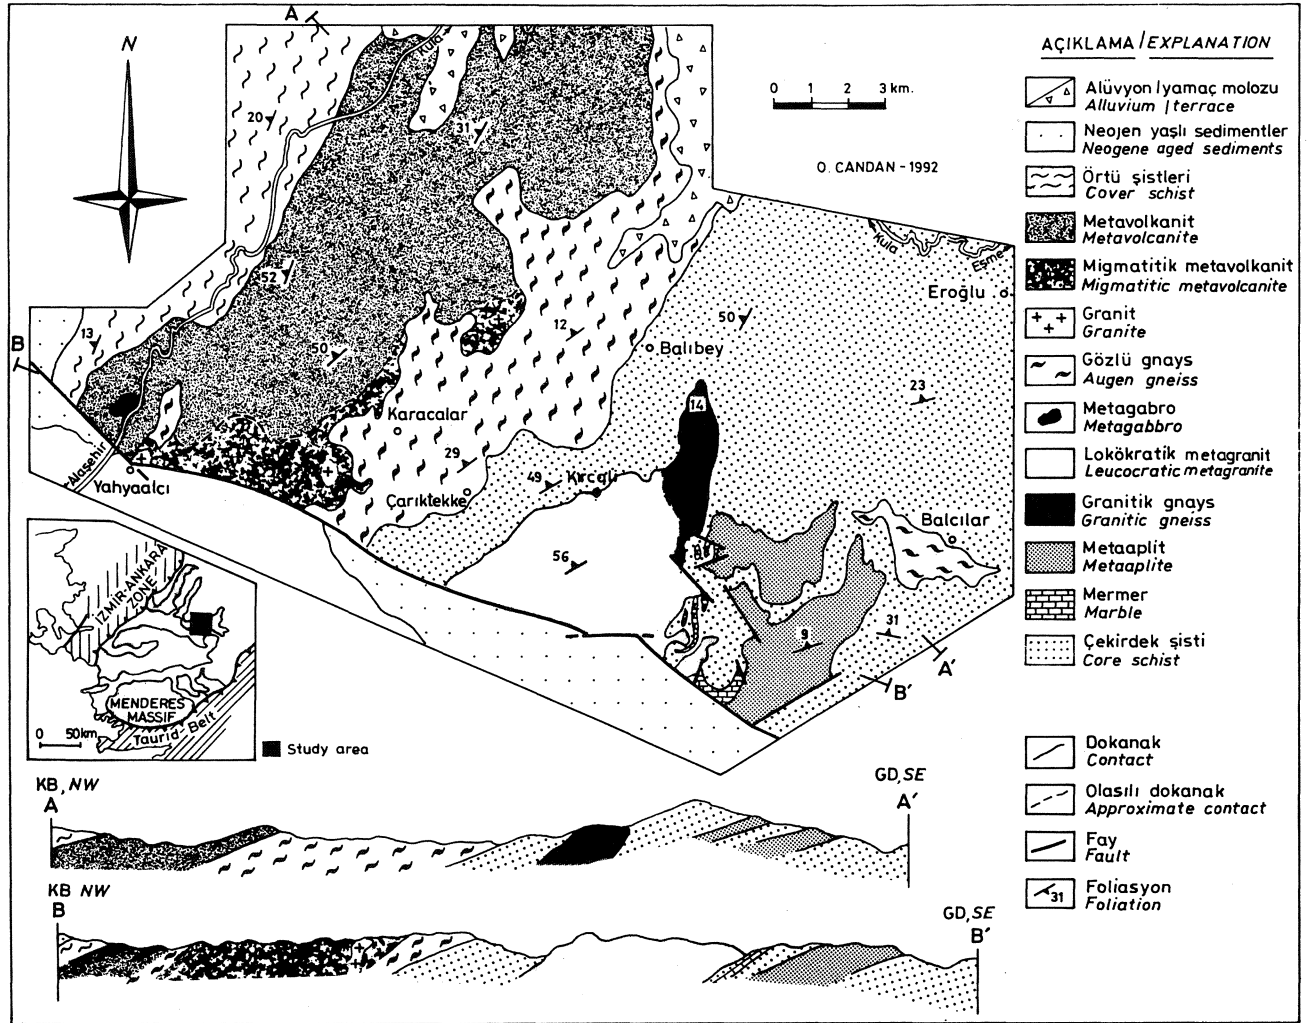 A
N
Kula
0 1 2 3 km.
O. CANDAN - 1992
20
31
52
13
B
50
12
50
Kula
Eşme
Eroğlu
Balıbey
23
14
Karacalar
29
49
Kırcalı
Çarıktekke
Alaşehir
Yahyaalcı
56
Balcılar
9
31
A'
B'
İZMİR-ANKARA
ZONE
MENDERES
MASSIF
Taurid-Belt
0 50km
Study area
AÇIKLAMA / EXPLANATION
Alüvyon / yamaç molozu
Alluvium / terrace
Neojen yaşlı sedimentler
Neogene aged sediments
Örtü şistleri
Cover schist
Metavolkanit
Metavolcanite
Migmatitik metavolkanit
Migmatitic metavolcanite
Granit
Granite
Gözlü gnays
Augen gneiss
Metagabro
Metagabbro
Lokökratik metagranit
Leucocratic metagranite
Granitik gnays
Granitic gneiss
Metaaplit
Metaaplite
Mermer
Marble
Çekirdek şisti
Core schist
Dokanak
Contact
Olasılı dokanak
Approximate contact
Fay
Fault
31
Foliasyon
Foliation
KB, NW
A
GD, SE
A'
KB NW
B
GD, SE
B'